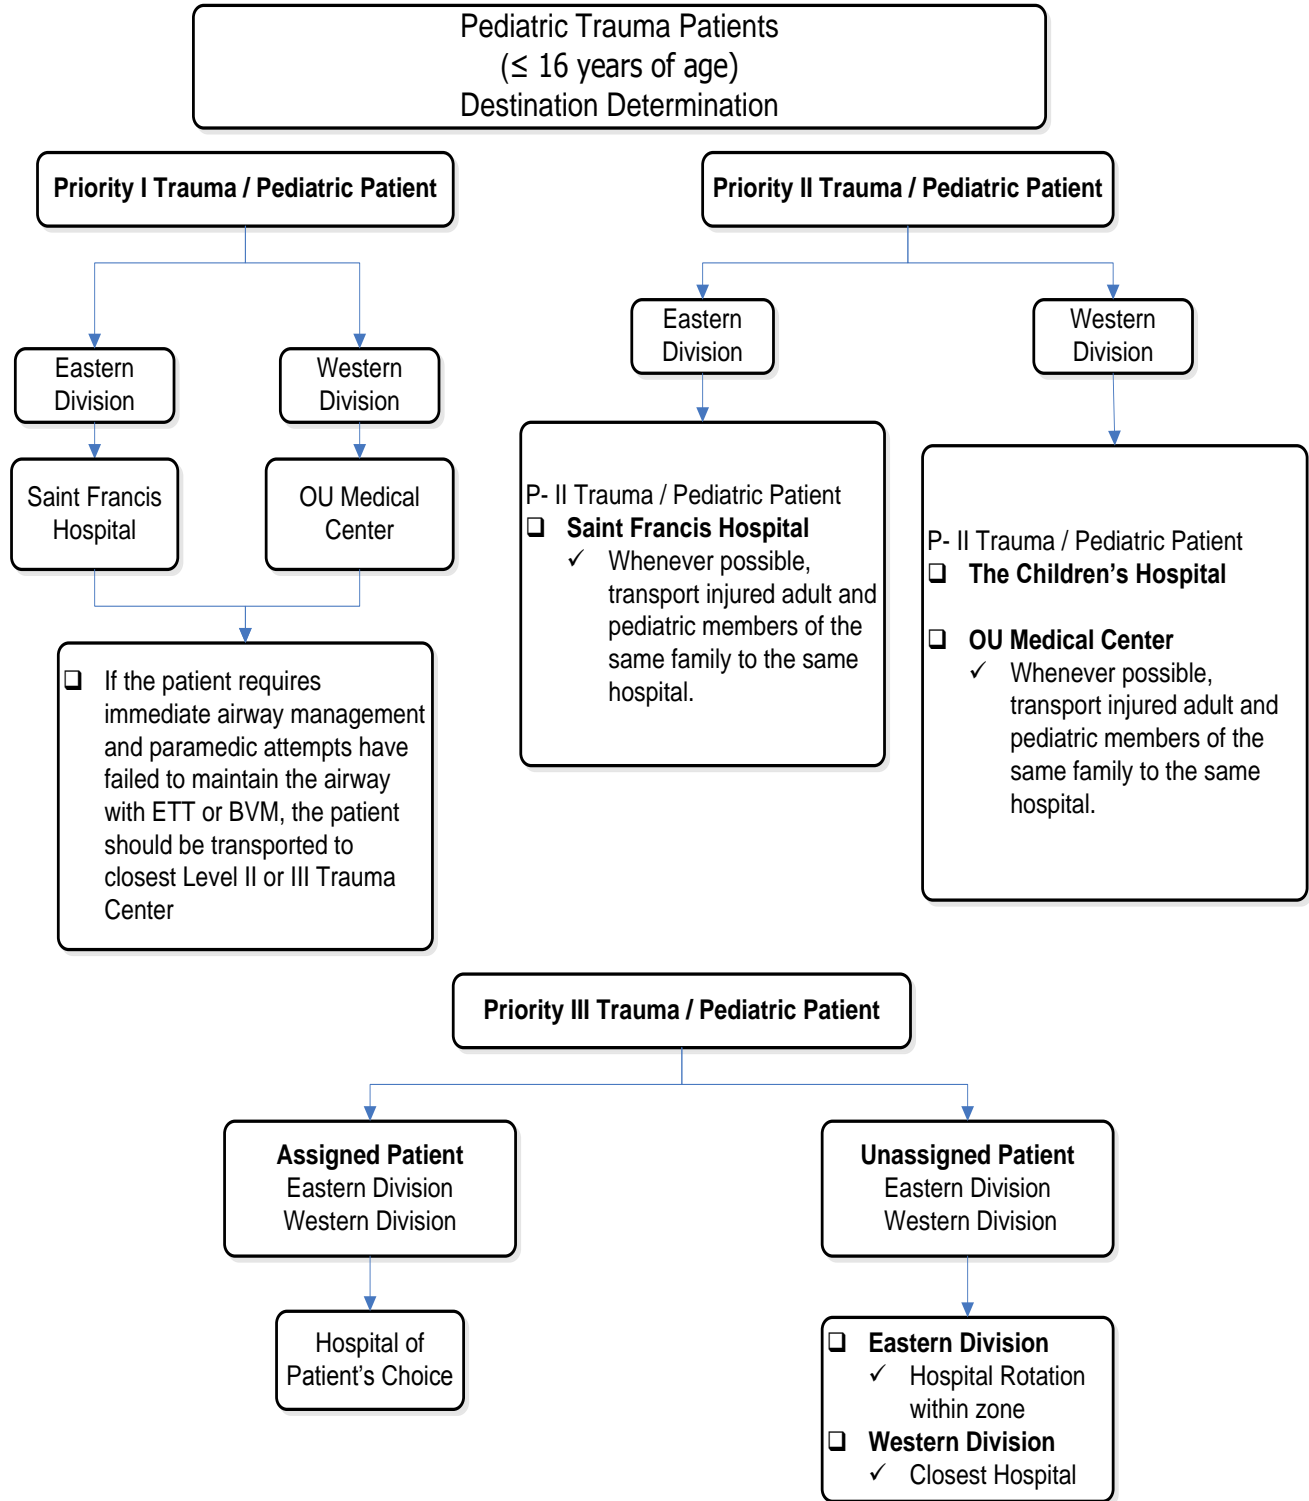 Pediatric Trauma Patients
(≤ 16 years of age)
Destination Determination
Priority I Trauma / Pediatric Patient
Eastern
Division
Western
Division
Saint Francis
Hospital
OU Medical
Center
❑ If the patient requires
immediate airway management
and paramedic attempts have
failed to maintain the airway
with ETT or BVM, the patient
should be transported to
closest Level II or III Trauma
Center
Priority II Trauma / Pediatric Patient
Eastern
Division
Western
Division
P- II Trauma / Pediatric Patient
❑ Saint Francis Hospital
✓ Whenever possible,
transport injured adult and
pediatric members of the
same family to the same
hospital.
P- II Trauma / Pediatric Patient
❑ The Children's Hospital
❑ OU Medical Center
✓ Whenever possible,
transport injured adult and
pediatric members of the
same family to the same
hospital.
Priority III Trauma / Pediatric Patient
Assigned Patient
Eastern Division
Western Division
Hospital of
Patient's Choice
Unassigned Patient
Eastern Division
Western Division
❑ Eastern Division
✓ Hospital Rotation
within zone
❑ Western Division
✓ Closest Hospital